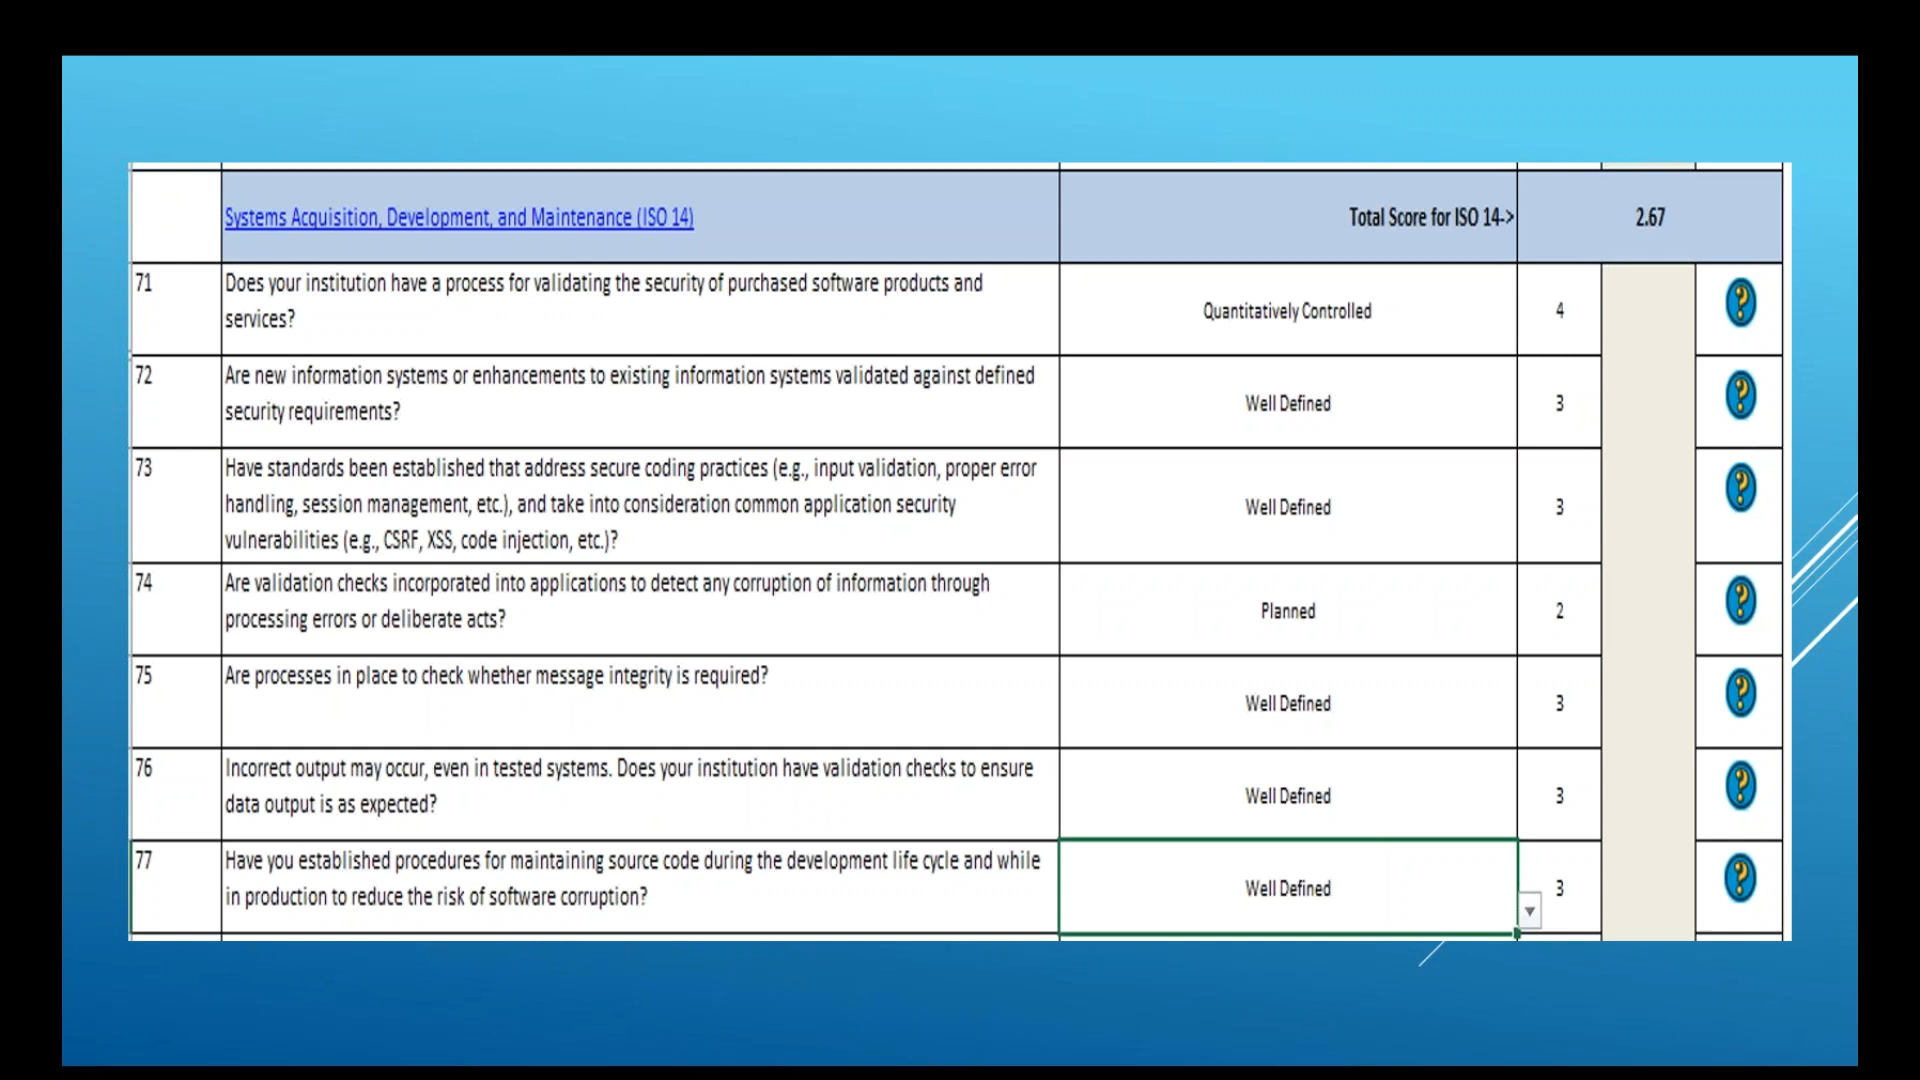 Systems Acquisition, Development, and Maintenance (ISO 14) Total Score for ISO 14-> 2.67
71 Does your institution have a process for validating the security of purchased software products and
services?
Quantitatively Controlled 4 ?
72 Are new information systems or enhancements to existing information systems validated against defined
security requirements?
Well Defined 3 ?
73 Have standards been established that address secure coding practices (e.g., input validation, proper error
handling, session management, etc.), and take into consideration common application security
vulnerabilities (e.g., CSRF, XSS, code injection, etc.)?
Well Defined 3 ?
74 Are validation checks incorporated into applications to detect any corruption of information through
processing errors or deliberate acts?
Planned 2 ?
75 Are processes in place to check whether message integrity is required?
Well Defined 3 ?
76 Incorrect output may occur, even in tested systems. Does your institution have validation checks to ensure
data output is as expected?
Well Defined 3 ?
77 Have you established procedures for maintaining source code during the development life cycle and while
in production to reduce the risk of software corruption?
Well Defined 3 ?